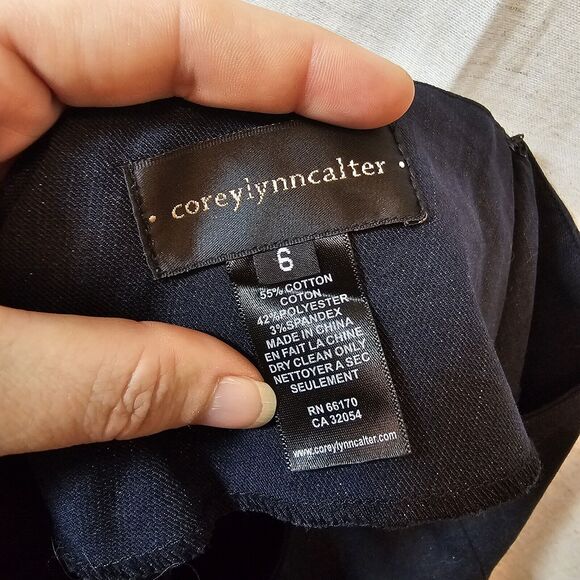 coreylynncalter
6
55% COTTON
COTON
42%POLYESTER
3%SPANDEX
MADE IN CHINA
EN FAIT LA CHINE
DRY CLEAN ONLY
NETTOYER A SEC
SEULEMENT
RN 66170
CA 32054
www.coreylynncalter.com